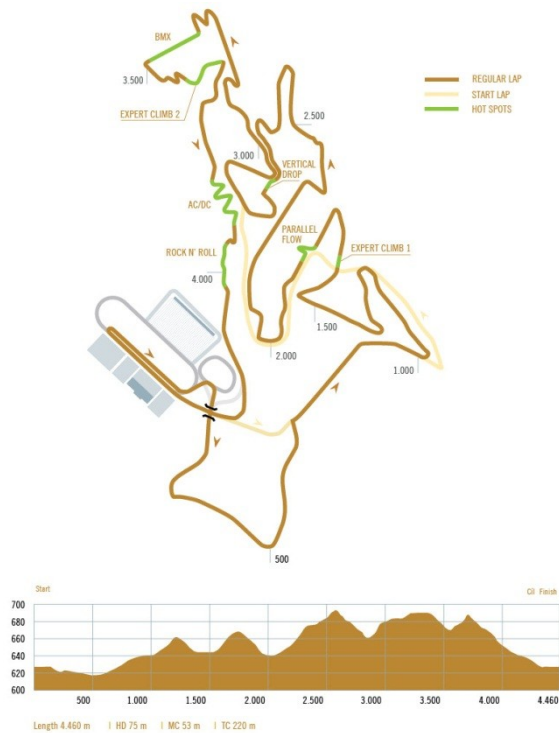 BMX
REGULAR LAP
3.500
START LAP
2.500
HOT SPOTS
EXPERT CLIMB 2
3.000
VERTICAL
DROP
AC/DC
PARALLEL
FLOW
ROCK N' ROLL
EXPERT CLIMB 1
4.000
1.500
2.000
1.000
500
Start
Cíl Finish
700
680
660
640
620
600
500
1.000
1.500
2.000
2.500
3.000
3.500
4.000
4.460
Length 4.460 m | HD 75 m | MC 53 m | TC 220 m